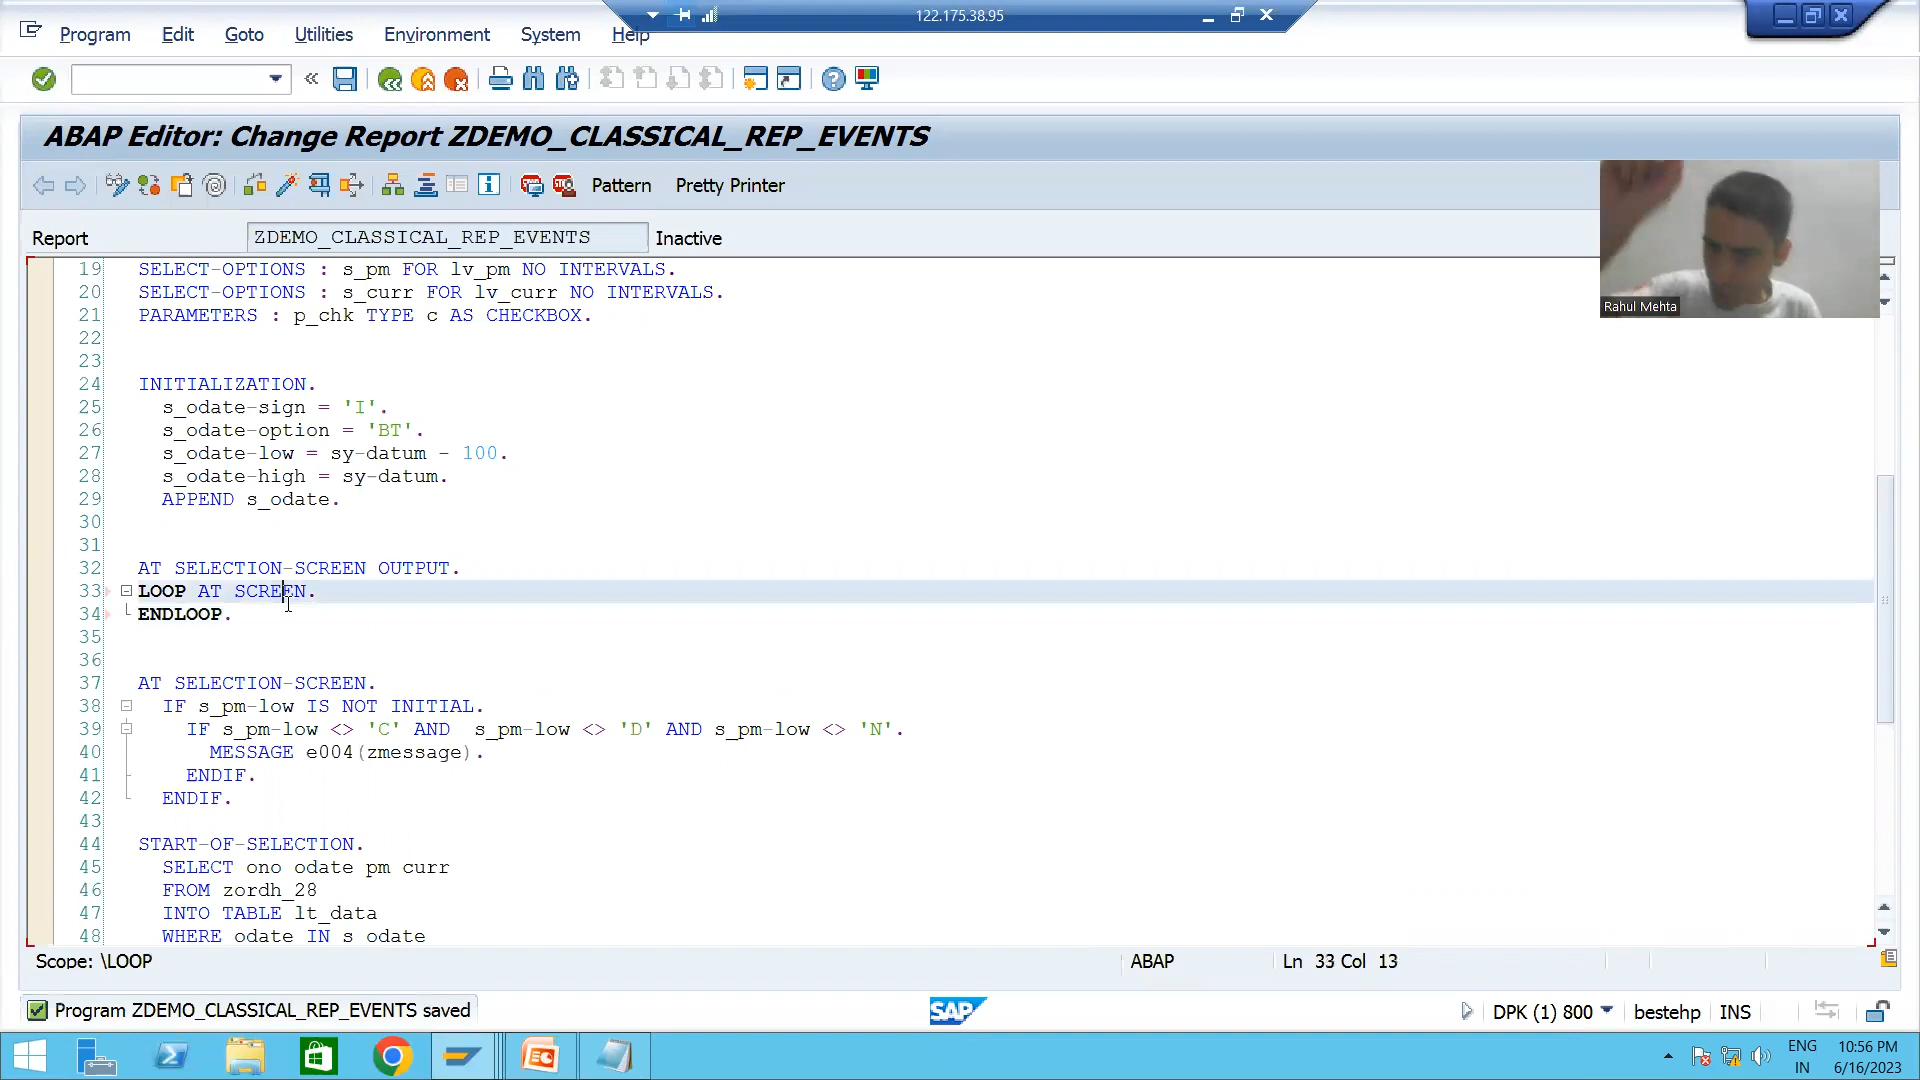 122.175.38.95
Program Edit Goto Utilities Environment System Help
ABAP Editor: Change Report ZDEMO_CLASSICAL_REP_EVENTS
Pattern Pretty Printer
Report ZDEMO_CLASSICAL_REP_EVENTS Inactive
Rahul Mehta
19 SELECT-OPTIONS : s_pm FOR lv_pm NO INTERVALS.
20 SELECT-OPTIONS : s_curr FOR lv_curr NO INTERVALS.
21 PARAMETERS : p_chk TYPE c AS CHECKBOX.
22
23
24 INITIALIZATION.
25 s_odate-sign = 'I'.
26 s_odate-option = 'BT'.
27 s_odate-low = sy-datum - 100.
28 s_odate-high = sy-datum.
29 APPEND s_odate.
30
31
32 AT SELECTION-SCREEN OUTPUT.
33 LOOP AT SCREEN.
34 ENDLOOP.
35
36
37 AT SELECTION-SCREEN.
38 IF s_pm-low IS NOT INITIAL.
39 IF s_pm-low <> 'C' AND s_pm-low <> 'D' AND s_pm-low <> 'N'.
40 MESSAGE e004(zmessage).
41 ENDIF.
42 ENDIF.
43
44 START-OF-SELECTION.
45 SELECT ono odate pm curr
46 FROM zordh_28
47 INTO TABLE lt_data
48 WHERE odate IN s_odate
Scope: \LOOP ABAP Ln 33 Col 13
Program ZDEMO_CLASSICAL_REP_EVENTS saved SAP DPK (1) 800 bestehp INS
ENG 10:56 PM
IN 6/16/2023